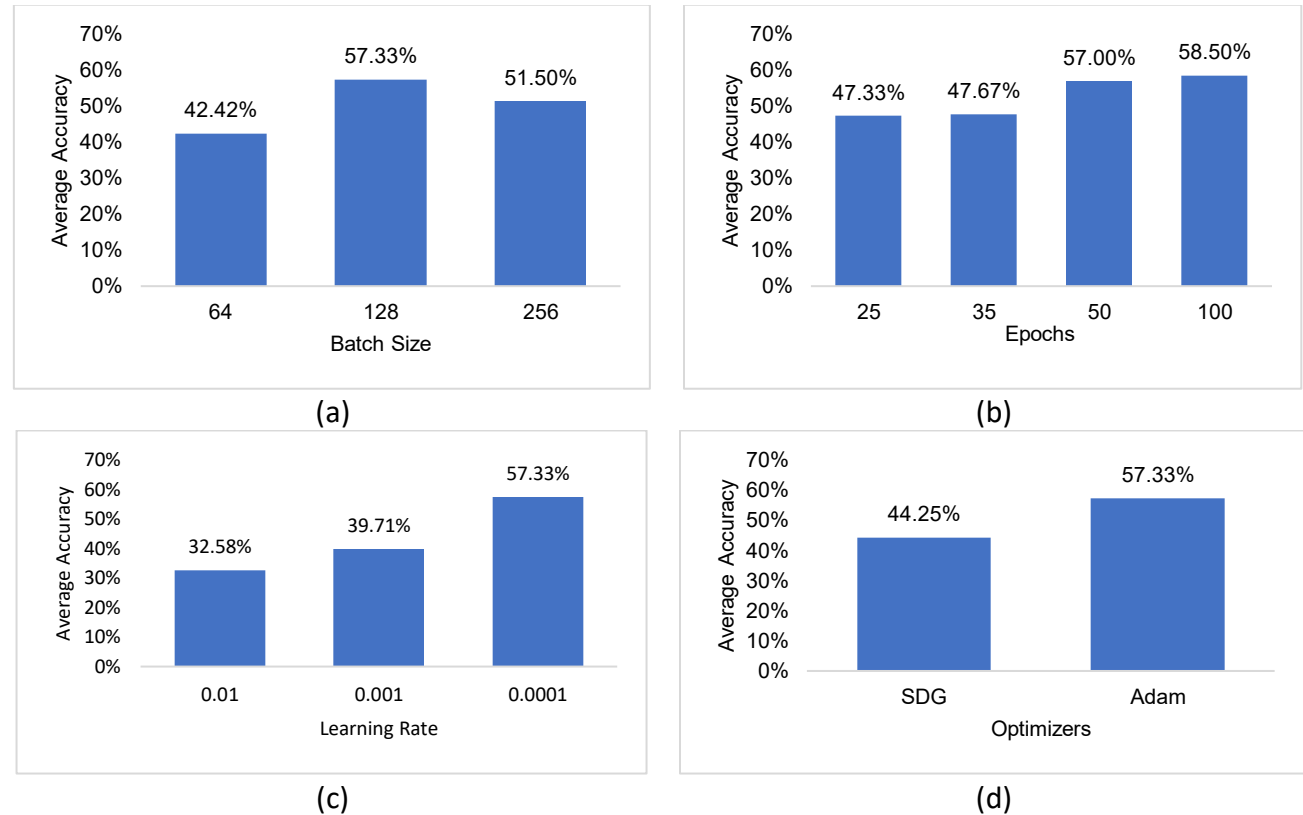 70%
60%
50%
40%
30%
20%
10%
0%
Average Accuracy
42.42%
57.33%
51.50%
64 128 256
Batch Size
(a)
70%
60%
50%
40%
30%
20%
10%
0%
Average Accuracy
47.33%
47.67%
57.00%
58.50%
25 35 50 100
Epochs
(b)
70%
60%
50%
40%
30%
20%
10%
0%
Average Accuracy
32.58%
39.71%
57.33%
0.01 0.001 0.0001
Learning Rate
(c)
70%
60%
50%
40%
30%
20%
10%
0%
Average Accuracy
44.25%
57.33%
SDG Adam
Optimizers
(d)